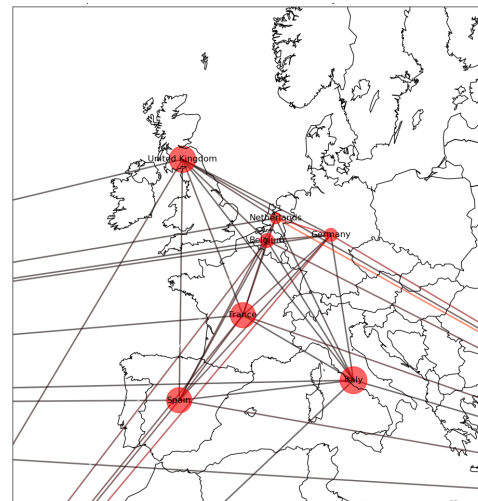 United Kingdom
Netherlands
Germany
Belgium
France
Italy
Spain